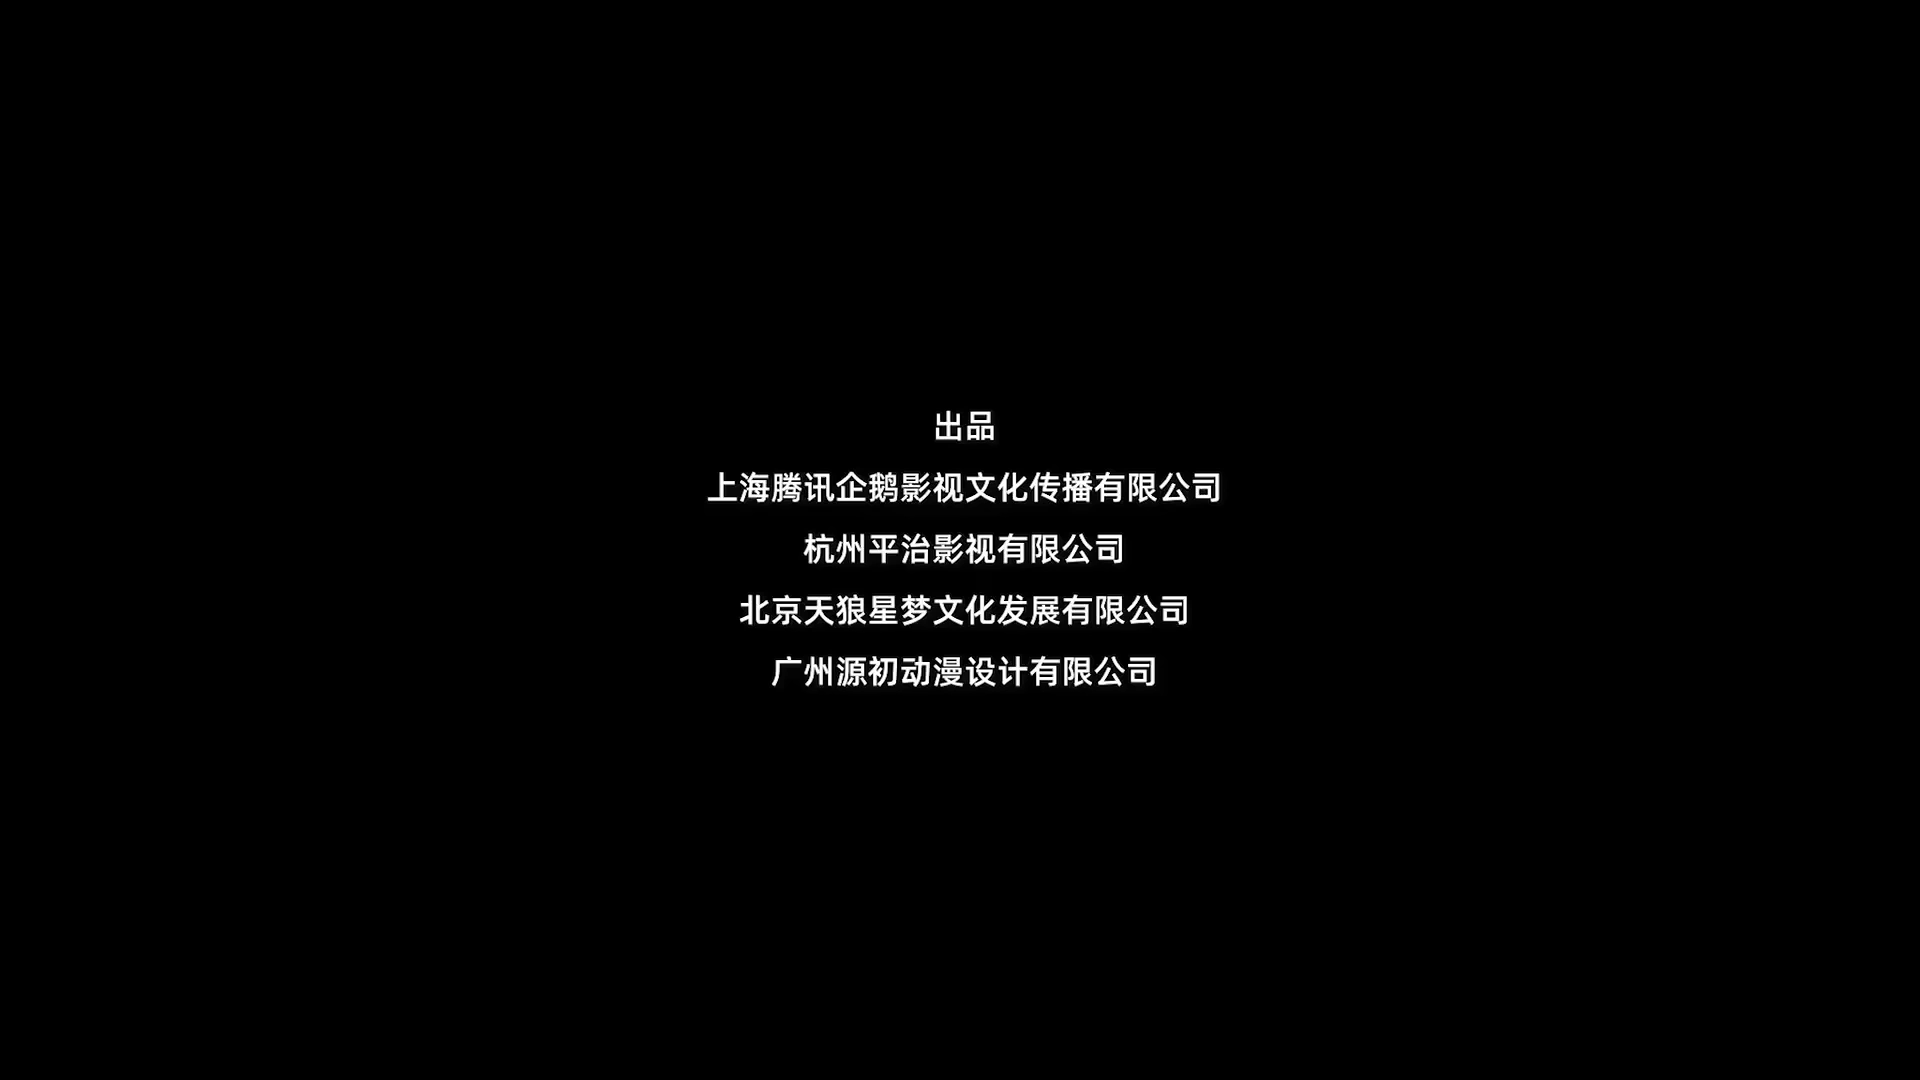 出品
上海腾讯企鹅影视文化传播有限公司
杭州平治影视有限公司
北京天狼星梦文化发展有限公司
广州源初动漫设计有限公司